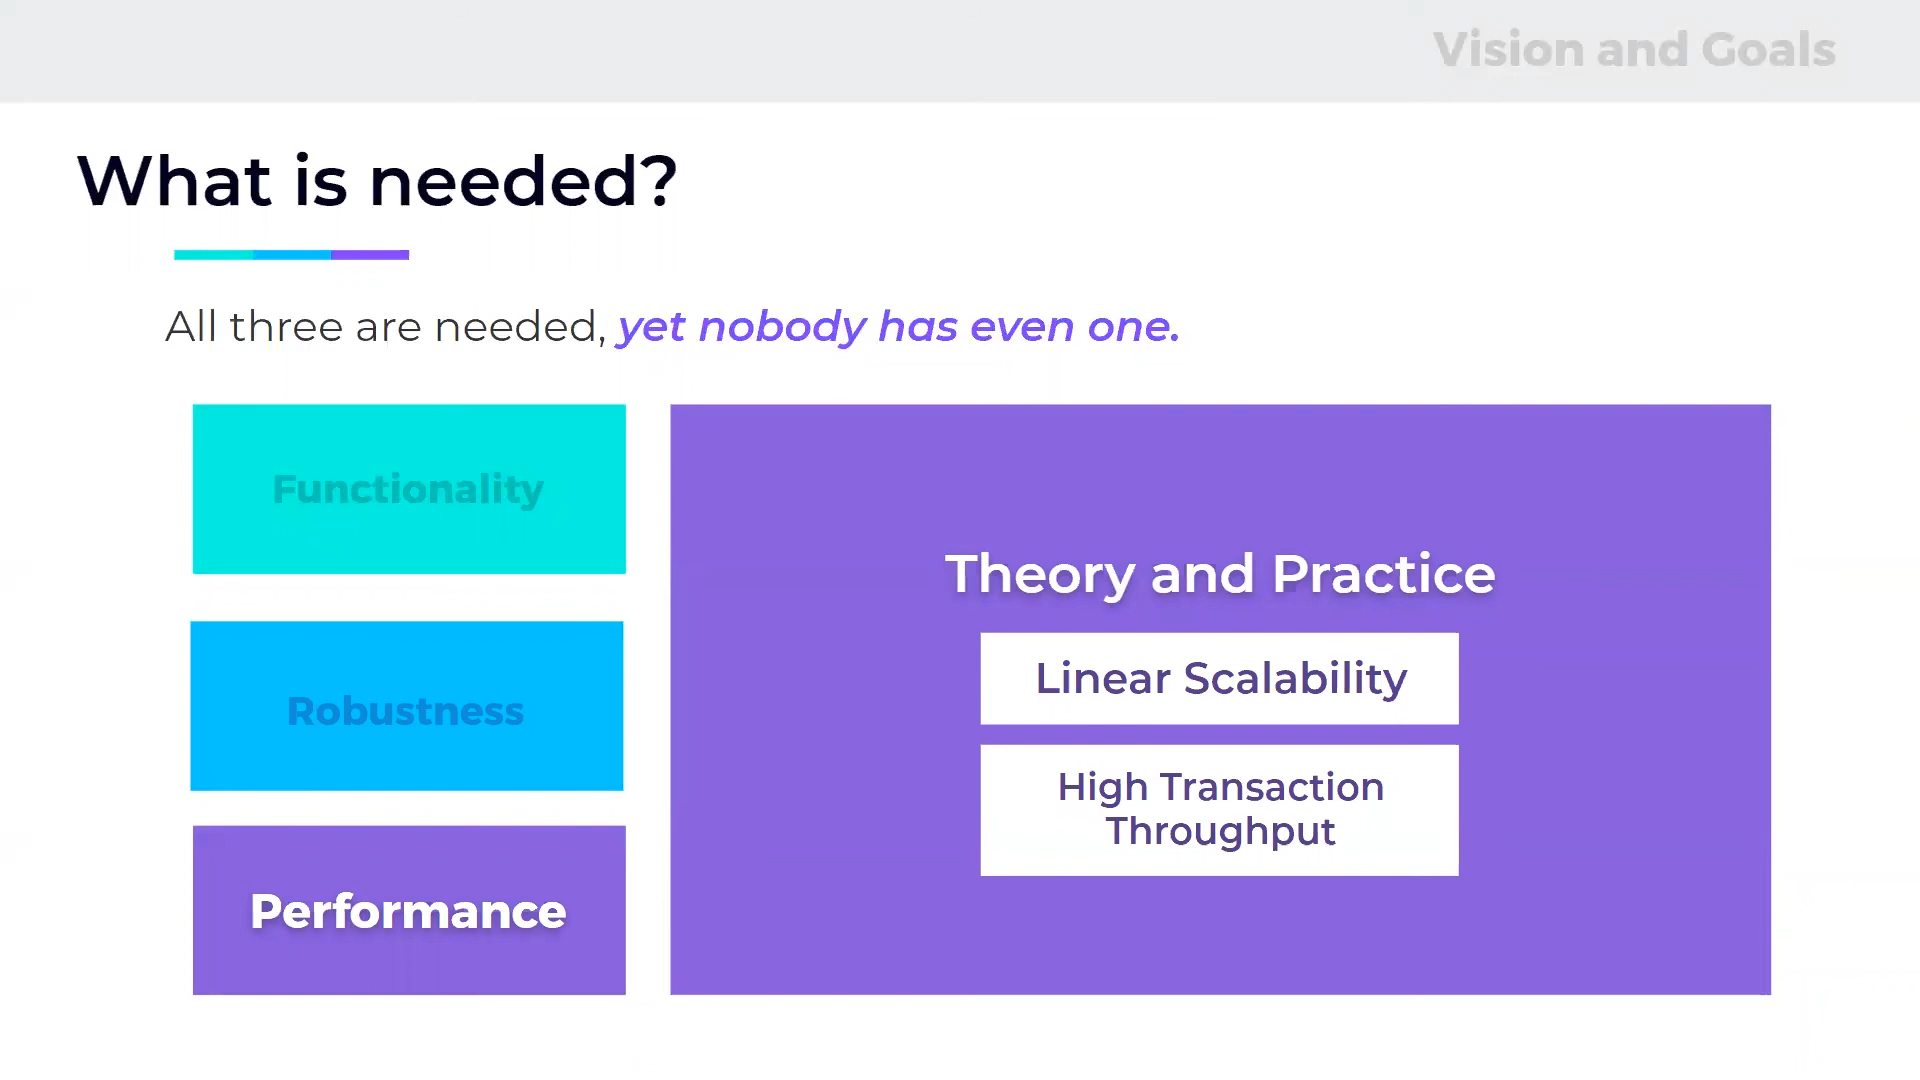 Vision and Goals
What is needed?
All three are needed, yet nobody has even one.
Functionality
Robustness
Performance
Theory and Practice
Linear Scalability
High Transaction
Throughput